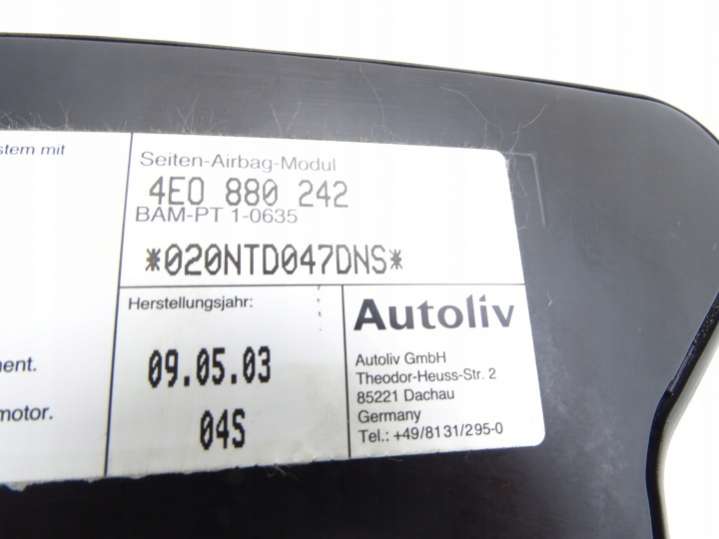 stem mit
Seiten-Airbag-Modul
4E0 880 242
BAM-PT 1-0635
*020NTD047DNS*
Herstellungsjahr:
09.05.03
04S
Autoliv
Autoliv GmbH
Theodor-Heuss-Str. 2
85221 Dachau
Germany
Tel.: +49/8131/295-0
ment.
motor.